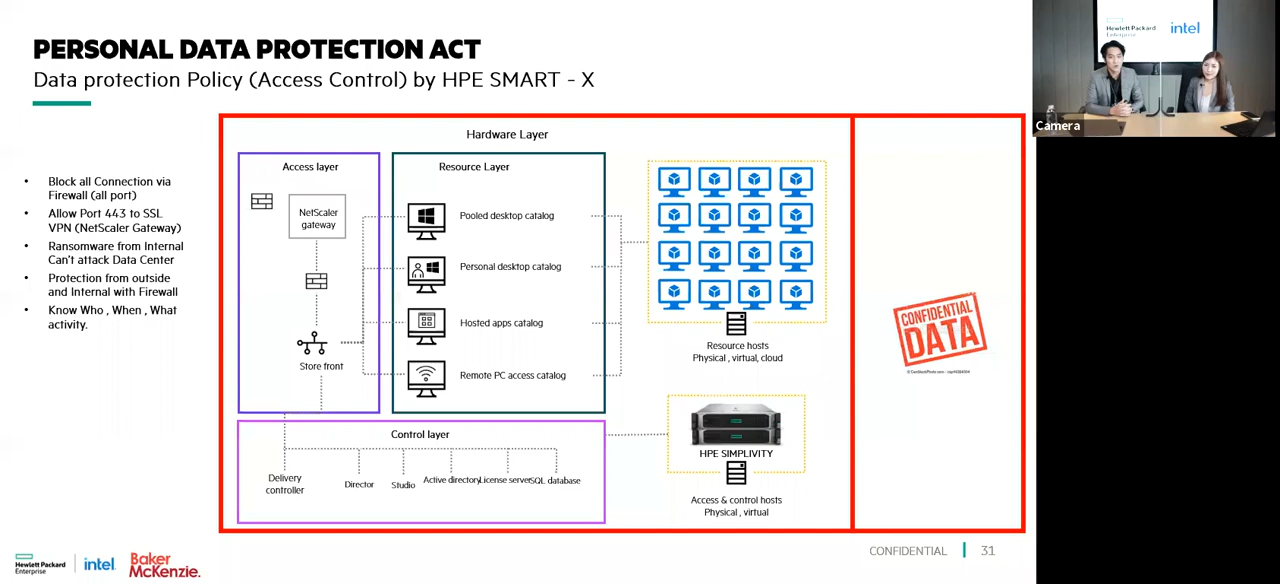 PERSONAL DATA PROTECTION ACT
Data protection Policy (Access Control) by HPE SMART - X
• Block all Connection via
Firewall (all port)
• Allow Port 443 to SSL
VPN (NetScaler Gateway)
• Ransomware from Internal
Can't attack Data Center
• Protection from outside
and Internal with Firewall
• Know Who , When , What
activity.
Hardware Layer
Access layer
NetScaler
gateway
Store front
Resource Layer
Pooled desktop catalog
Personal desktop catalog
Hosted apps catalog
Remote PC access catalog
Resource hosts
Physical , virtual, cloud
Control layer
Delivery
controller
Director
Studio
Active directory
License server
SQL database
HPE SIMPLIVITY
Access & control hosts
Physical , virtual
CONFIDENTIAL
DATA
CONFIDENTIAL
31
Hewlett Packard
Enterprise
intel.
Baker
McKenzie.
Hewlett Packard
Enterprise
intel
Camera